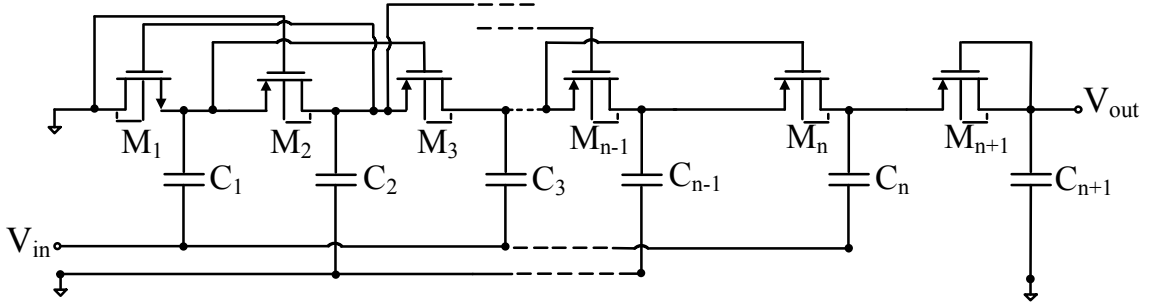 M₁
M₂
M₃
Mₙ₋₁
Mₙ
Mₙ₊₁
Vout
C₁
C₂
C₃
Cₙ₋₁
Cₙ
Cₙ₊₁
Vin